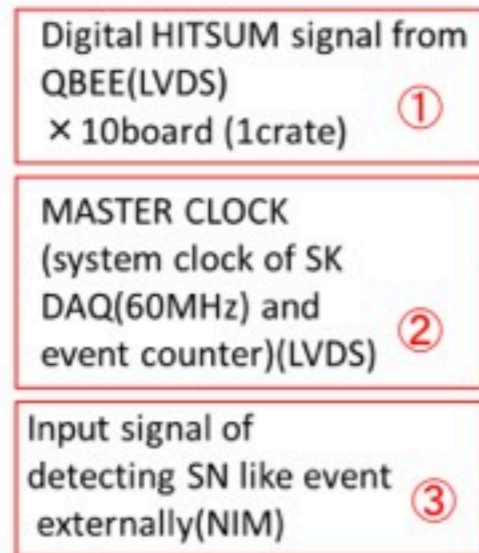 Digital HITSUM signal from
QBEE(LVDS)
×10board (1crate)
①
MASTER CLOCK
(system clock of SK
DAQ(60MHz) and
event counter)(LVDS)
②
Input signal of
detecting SN like event
externally(NIM)
③